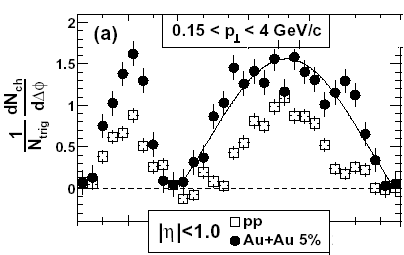 (a)
0.15 < p⊥ < 4 GeV/c
1/N_trig dN_ch/dΔϕ
2
1.5
1
0.5
0
|η|<1.0
pp
Au+Au 5%